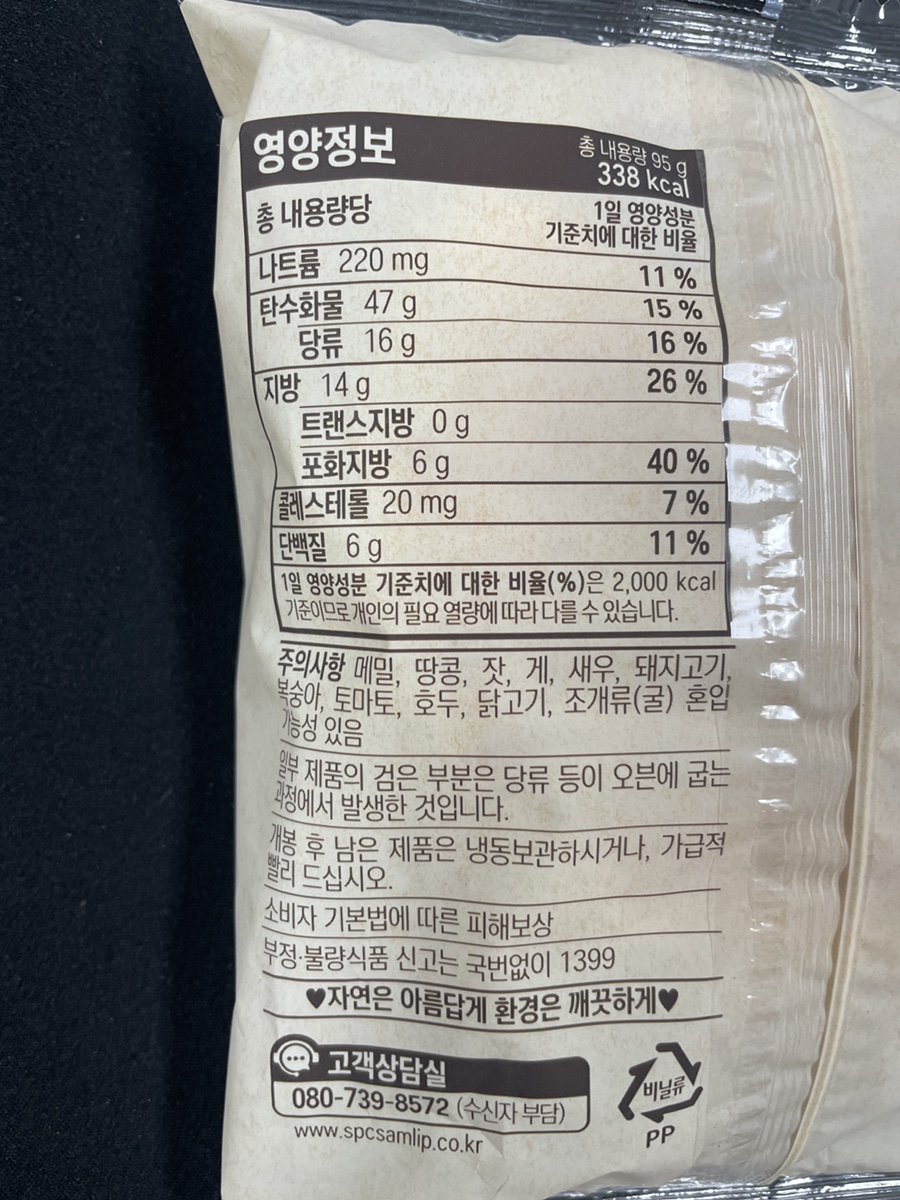 영양정보
총 내용량 95 g
338 kcal
총 내용량당
1일 영양성분
기준치에 대한 비율
나트륨 220 mg 11 %
탄수화물 47 g 15 %
당류 16 g 16 %
지방 14 g 26 %
트랜스지방 0 g
포화지방 6 g 40 %
콜레스테롤 20 mg 7 %
단백질 6 g 11 %
1일 영양성분 기준치에 대한 비율(%)은 2,000 kcal
기준이므로 개인의 필요 열량에 따라 다를 수 있습니다.
주의사항 메밀, 땅콩, 잣, 게, 새우, 돼지고기,
복숭아, 토마토, 호두, 닭고기, 조개류(굴) 혼입
가능성 있음
일부 제품의 검은 부분은 당류 등이 오븐에 굽는
과정에서 발생한 것입니다.
개봉 후 남은 제품은 냉동보관하시거나, 가급적
빨리 드십시오.
소비자 기본법에 따른 피해보상
부정·불량식품 신고는 국번없이 1399
♥자연은 아름답게 환경은 깨끗하게♥
고객상담실
080-739-8572 (수신자 부담)
www.spcsamlip.co.kr
비닐류
PP